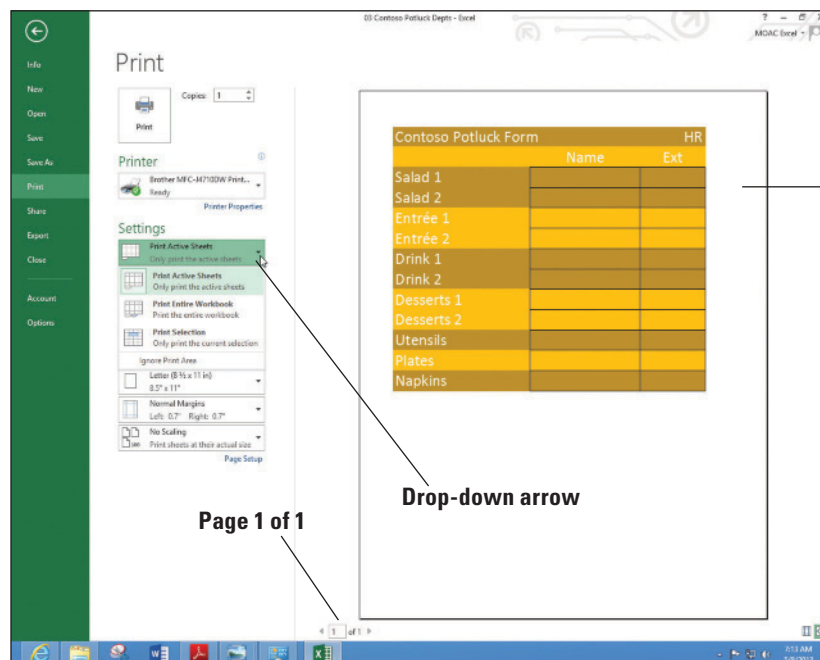 03 Contoso Potluck Depts - Excel
MOAC Excel
Info
New
Open
Save
Save As
Print
Share
Export
Close
Account
Options
Print
Copies: 1
Print
Printer
Brother MFC-J4710DW Print...
Ready
Printer Properties
Settings
Print Active Sheets
Only print the active sheets
Print Active Sheets
Only print the active sheets
Print Entire Workbook
Print the entire workbook
Print Selection
Only print the current selection
Ignore Print Area
Letter (8 ½ x 11 in)
8.5" x 11"
Normal Margins
Left: 0.7" Right: 0.7"
No Scaling
Print sheets at their actual size
Page Setup
Contoso Potluck Form HR
Name Ext
Salad 1
Salad 2
Entrée 1
Entrée 2
Drink 1
Drink 2
Desserts 1
Desserts 2
Utensils
Plates
Napkins
Drop-down arrow
Page 1 of 1
1 of 1
7:13 AM